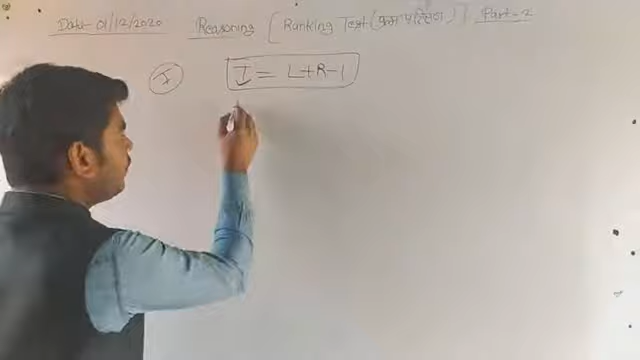 Date- 01/12/2020 Reasoning [ Ranking Test (क्रम परीक्षण) ] Part-2
I T = L+R-1